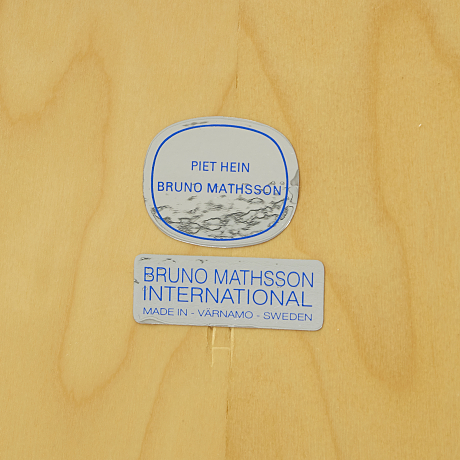 PIET HEIN
BRUNO MATHSSON
BRUNO MATHSSON
INTERNATIONAL
MADE IN - VÄRNAMO - SWEDEN